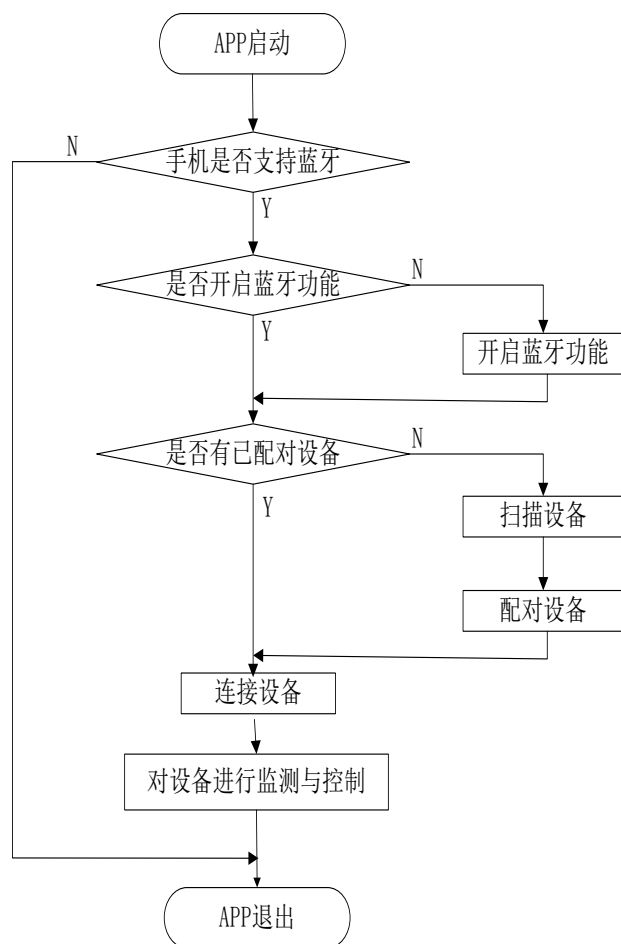 APP启动
N
手机是否支持蓝牙
Y
是否开启蓝牙功能
N
Y
开启蓝牙功能
是否有已配对设备
N
Y
扫描设备
配对设备
连接设备
对设备进行监测与控制
APP退出